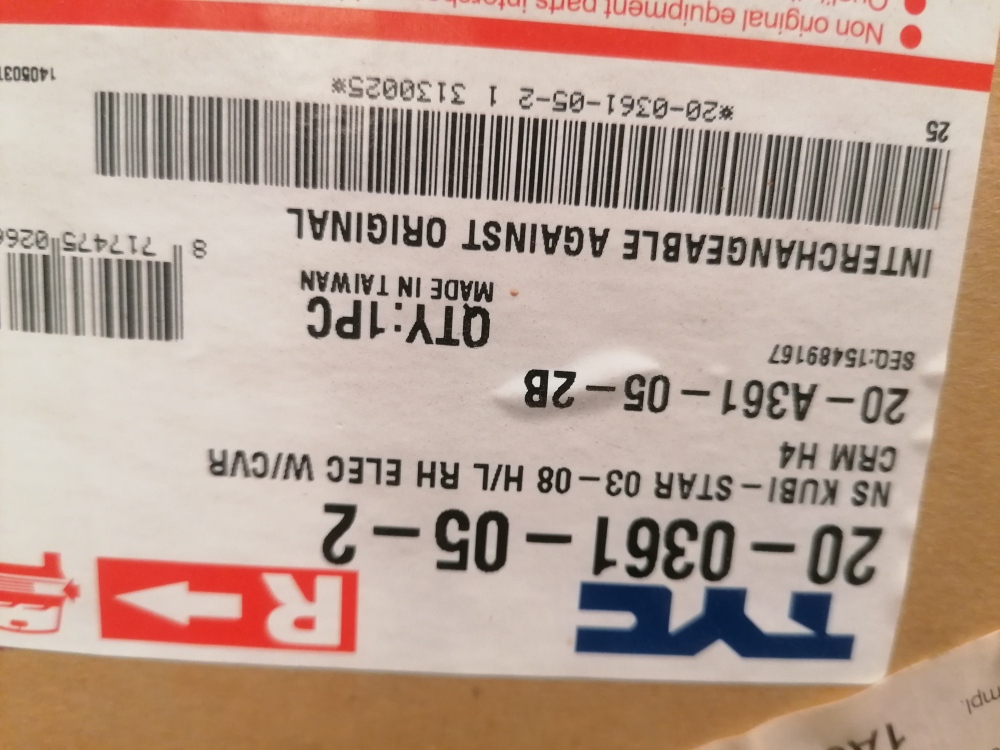 TYC
R
20-0361-05-2
NS KUBI-STAR 03-08 H/L RH ELEC W/CVR
CRM H4
20-A361-05-2B
SEQ:15489167
QTY:1PC
MADE IN TAIWAN
INTERCHANGEABLE AGAINST ORIGINAL
8 717475 026
25
*20-0361-05-2 1 3130025*
140503
Non original equipment parts